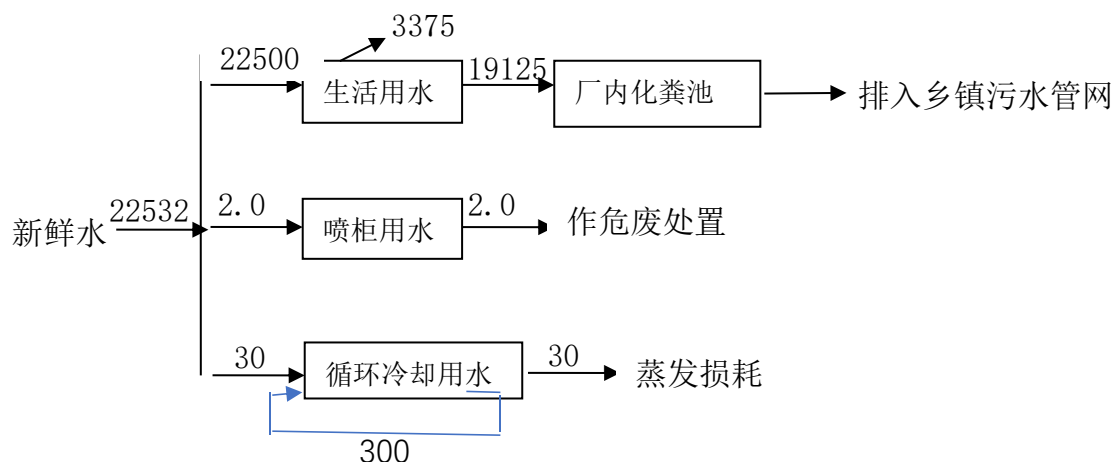 3375
22500
生活用水
19125
厂内化粪池
排入乡镇污水管网
新鲜水
22532
2.0
喷柜用水
2.0
作危废处置
30
循环冷却用水
30
蒸发损耗
300